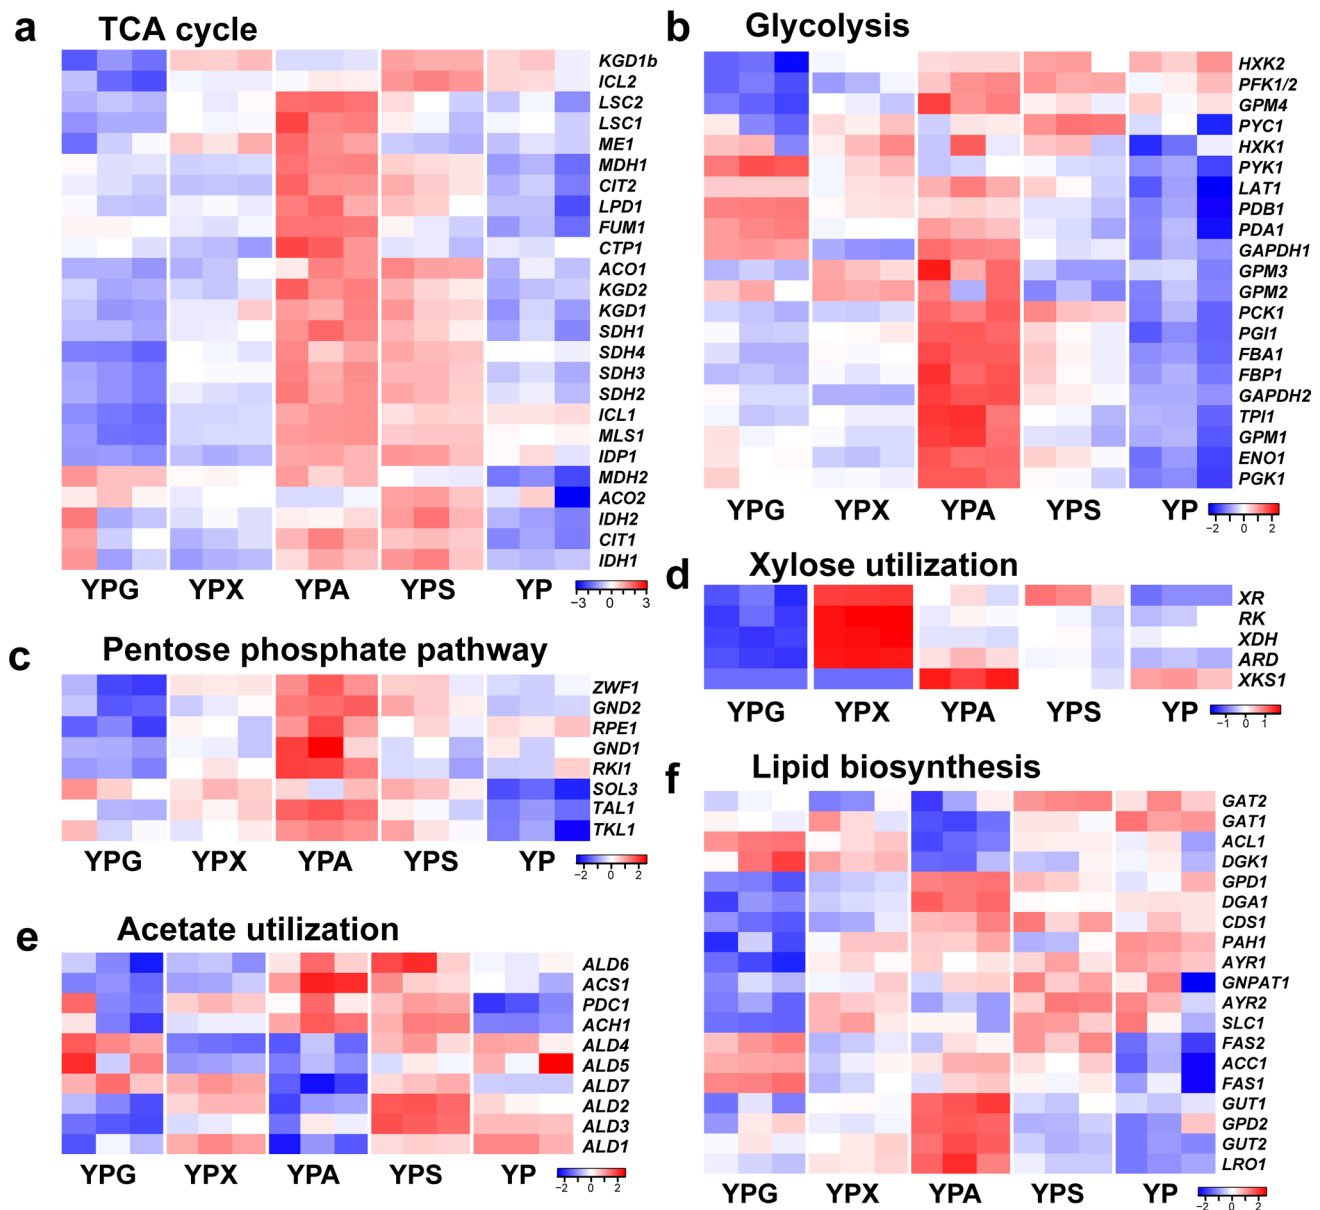 a TCA cycle
KGD1b
ICL2
LSC2
LSC1
ME1
MDH1
CIT2
LPD1
FUM1
CTP1
ACO1
KGD2
KGD1
SDH1
SDH4
SDH3
SDH2
ICL1
MLS1
IDP1
MDH2
ACO2
IDH2
CIT1
IDH1
YPG YPX YPA YPS YP
−3 0 3
b Glycolysis
HXK2
PFK1/2
GPM4
PYC1
HXK1
PYK1
LAT1
PDB1
PDA1
GAPDH1
GPM3
GPM2
PCK1
PGI1
FBA1
FBP1
GAPDH2
TPI1
GPM1
ENO1
PGK1
YPG YPX YPA YPS YP
−2 0 2
c Pentose phosphate pathway
ZWF1
GND2
RPE1
GND1
RKI1
SOL3
TAL1
TKL1
YPG YPX YPA YPS YP
−2 0 2
d Xylose utilization
XR
RK
XDH
ARD
XKS1
YPG YPX YPA YPS YP
−1 0 1
e Acetate utilization
ALD6
ACS1
PDC1
ACH1
ALD4
ALD5
ALD7
ALD2
ALD3
ALD1
YPG YPX YPA YPS YP
−2 0 2
f Lipid biosynthesis
GAT2
GAT1
ACL1
DGK1
GPD1
DGA1
CDS1
PAH1
AYR1
GNPAT1
AYR2
SLC1
FAS2
ACC1
FAS1
GUT1
GPD2
GUT2
LRO1
YPG YPX YPA YPS YP
−2 0 2